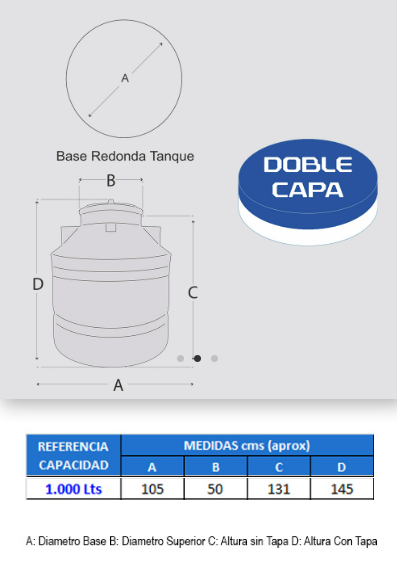 A
Base Redonda Tanque
B
D
C
A
DOBLE
CAPA
REFERENCIA CAPACIDAD MEDIDAS cms (aprox)
A B C D
1.000 Lts 105 50 131 145
A: Diametro Base B: Diametro Superior C: Altura sin Tapa D: Altura Con Tapa